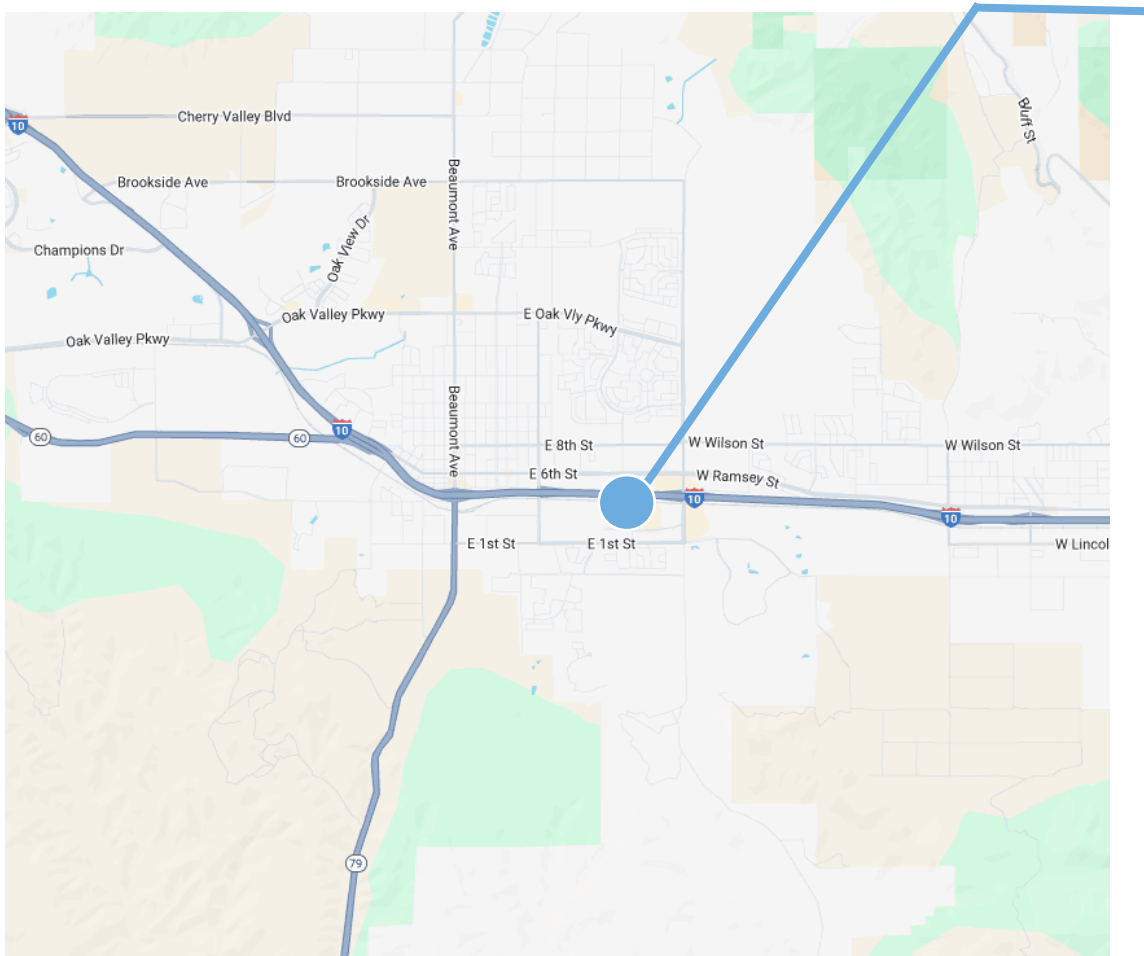 Bluff St
Cherry Valley Blvd
10
Brookside Ave
Brookside Ave
Beaumont Ave
Champions Dr
Oak View Dr
Oak Valley Pkwy
E Oak Vly Pkwy
Oak Valley Pkwy
Beaumont Ave
60
60
10
E 8th St
W Wilson St
W Wilson St
E 6th St
W Ramsey St
10
10
E 1st St
E 1st St
W Lincol
79